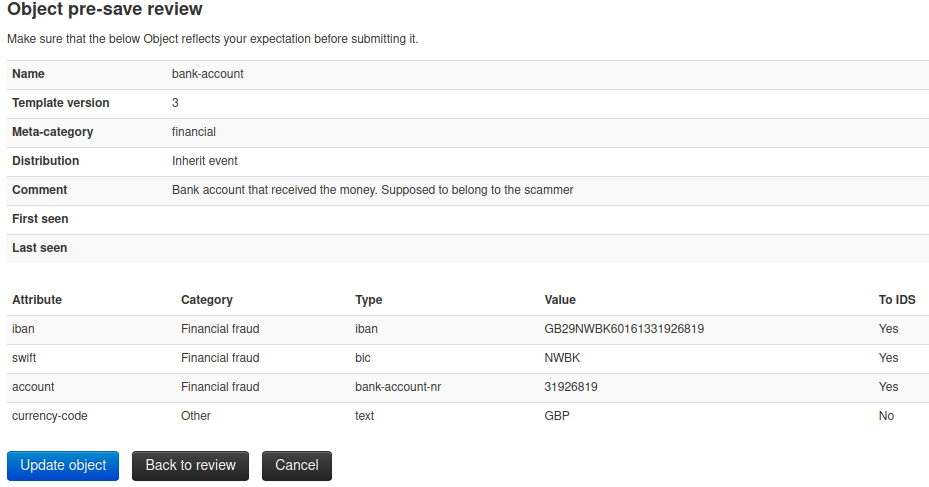 Object pre-save review
Make sure that the below Object reflects your expectation before submitting it.
Name bank-account
Template version 3
Meta-category financial
Distribution Inherit event
Comment Bank account that received the money. Supposed to belong to the scammer
First seen
Last seen
Attribute Category Type Value To IDS
iban Financial fraud iban GB29NWBK60161331926819 Yes
swift Financial fraud bic NWBK Yes
account Financial fraud bank-account-nr 31926819 Yes
currency-code Other text GBP No
Update object Back to review Cancel